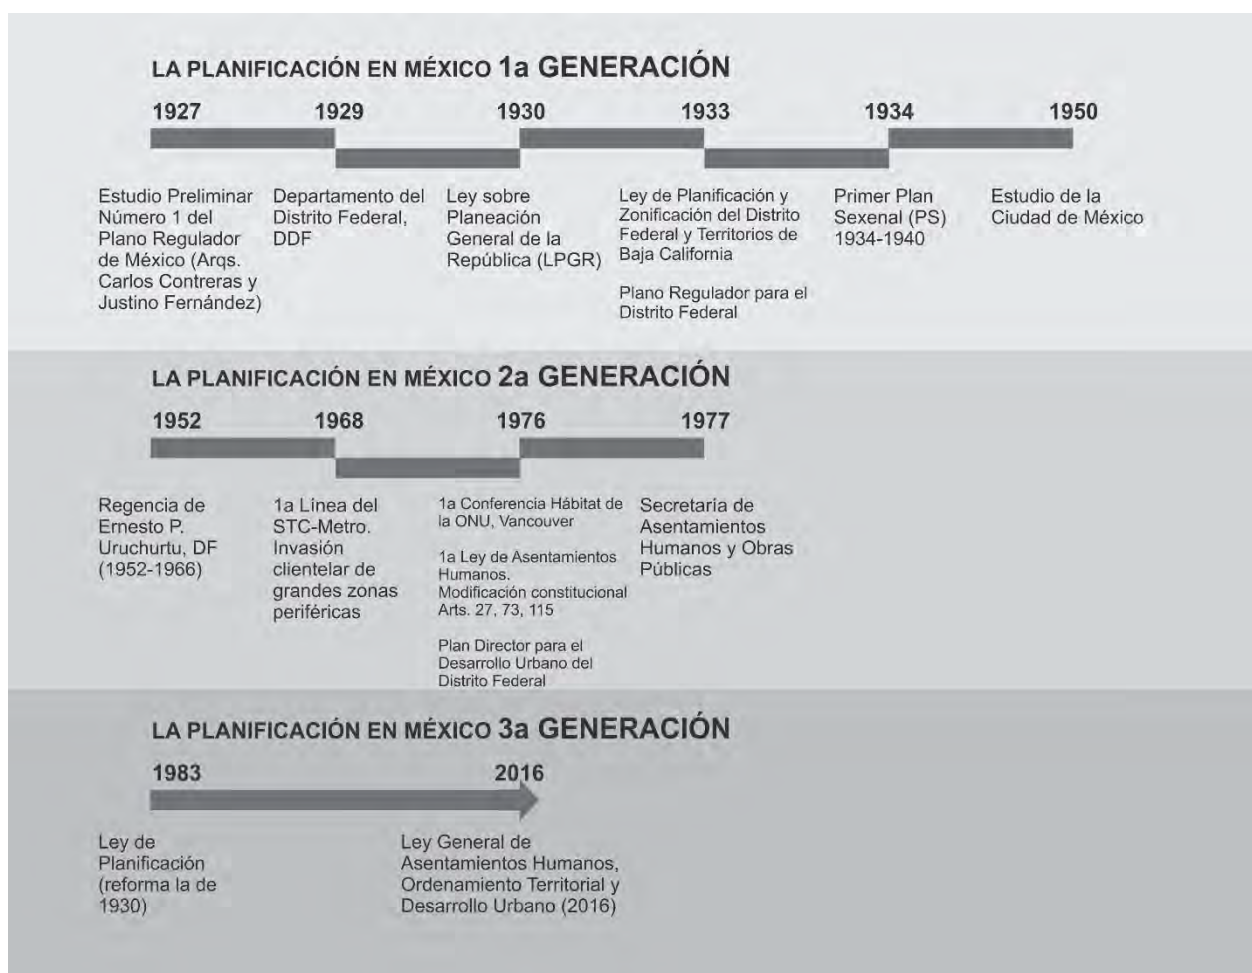 LA PLANIFICACIÓN EN MÉXICO 1a GENERACIÓN
1927
1929
1930
1933
1934
1950
Estudio Preliminar
Número 1 del
Plano Regulador
de México (Arqs.
Carlos Contreras y
Justino Fernández)
Departamento del
Distrito Federal,
DDF
Ley sobre
Planeación
General de la
República (LPGR)
Ley de Planificación y
Zonificación del Distrito
Federal y Territorios de
Baja California
Plano Regulador para el
Distrito Federal
Primer Plan
Sexenal (PS)
1934-1940
Estudio de la
Ciudad de México
LA PLANIFICACIÓN EN MÉXICO 2a GENERACIÓN
1952
1968
1976
1977
Regencia de
Ernesto P.
Uruchurtu, DF
(1952-1966)
1a Línea del
STC-Metro.
Invasión
clientelar de
grandes zonas
periféricas
1a Conferencia Hábitat de
la ONU, Vancouver
1a Ley de Asentamientos
Humanos.
Modificación constitucional
Arts. 27, 73, 115
Plan Director para el
Desarrollo Urbano del
Distrito Federal
Secretaria de
Asentamientos
Humanos y Obras
Públicas
LA PLANIFICACIÓN EN MÉXICO 3a GENERACIÓN
1983
2016
Ley de
Planificación
(reforma la de
1930)
Ley General de
Asentamientos Humanos,
Ordenamiento Territorial y
Desarrollo Urbano (2016)